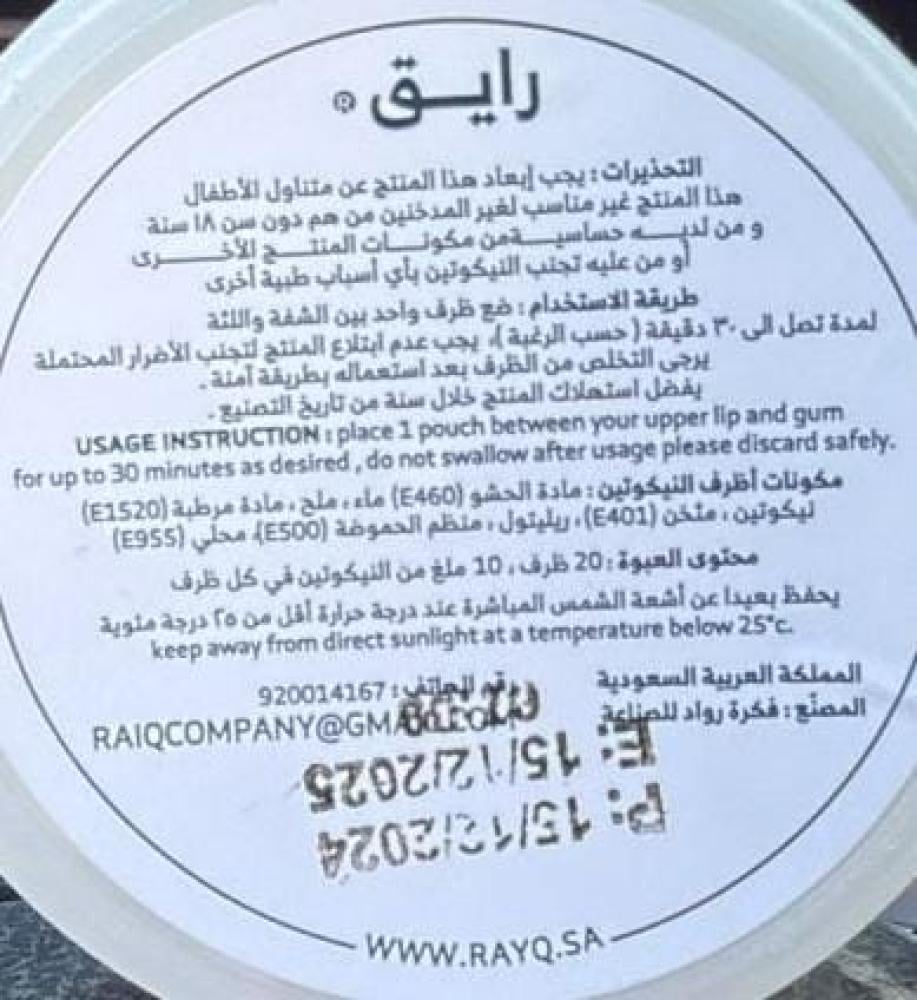 رايق ®
التحذيرات : يجب إبعاد هذا المنتج عن متناول الأطفال
هذا المنتج غير مناسب لغير المدخنين من هم دون سن ١٨ سنة
و من لديه حساسية من مكونات المنتج الأخرى
أو من عليه تجنب النيكوتين بأي أسباب طبية أخرى
طريقة الاستخدام : ضع ظرف واحد بين الشفة واللثة
لمدة تصل الى ٣٠ دقيقة ( حسب الرغبة )، يجب عدم ابتلاع المنتج لتجنب الأضرار المحتملة
يرجى التخلص من الظرف بعد استعماله بطريقة آمنة .
يفضل استهلاك المنتج خلال سنة من تاريخ التصنيع .
USAGE INSTRUCTION : place 1 pouch between your upper lip and gum
for up to 30 minutes as desired , do not swallow after usage please discard safely.
مكونات أظرف النيكوتين : مادة الحشو (E460) ماء ، ملح ، مادة مرطبة (E1520)
نيكوتين ، مثخن (E401) ، ريليتول ، منظم الحموضة (E500)، محلي (E955)
محتوى العبوة : 20 ظرف ، 10 ملغ من النيكوتين في كل ظرف
يحفظ بعيدا عن أشعة الشمس المباشرة عند درجة حرارة أقل من ٢٥ درجة مئوية
keep away from direct sunlight at a temperature below 25°c.
المملكة العربية السعودية رقم الهاتف : 920014167
المصنّع : فكرة رواد للصناعة RAIQCOMPANY@GMAIL.COM
E: 15/12/2025
P: 15/12/2024
WWW.RAYQ.SA